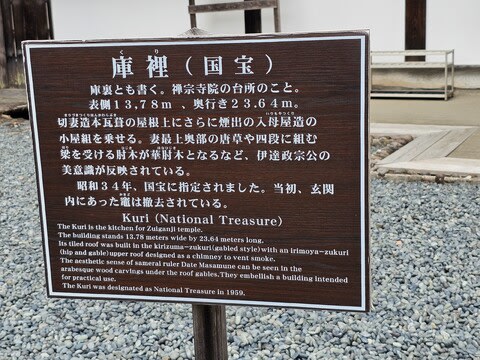 くり
庫裡（国宝）
庫裏とも書く。禅宗寺院の台所のこと。
表側１３.７８ｍ 、奥行き２３.６４ｍ。
切妻造本瓦葺の屋根上にさらに煙出の入母屋造の
小屋組を乗せる。妻最上奥部の唐草や四段に組む
梁を受ける肘木が華肘木となるなど、伊達政宗公の
美意識が反映されている。
昭和３４年、国宝に指定されました。当初、玄関
内にあった竈は撤去されている。
Kuri (National Treasure)
The Kuri is the kitchen for Zuiganji temple.
The building stands 13.78 meters wide by 23.64 meters long.
Its tiled roof was built in the kirizuma-zukuri(gabled style)with an irimoya-zukuri
(hip and gable)upper roof designed as a chimney to vent smoke.
The aesthetic sense of sameral ruler Date Masamune can be seen in the
arabesque wood carvings under the roof gables.They embellish a building intended
for practical use.
The Kuri was designated as National Treasure in 1959.